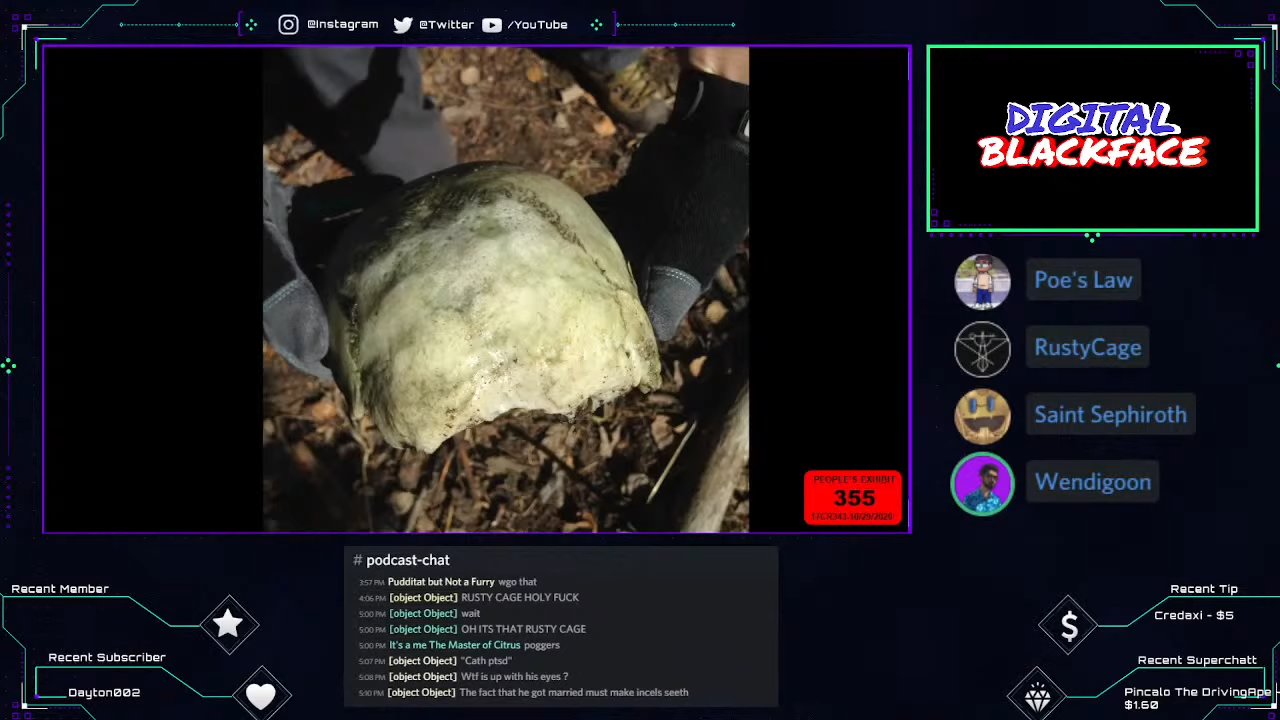 @Instagram @Twitter /YouTube
DIGITAL
BLACKFACE
Poe's Law
RustyCage
Saint Sephiroth
Wendigoon
PEOPLE'S EXHIBIT
355
17CR343-10/29/2020
# podcast-chat
3:57 PM Pudditat but Not a Furry wgo that
4:06 PM [object Object] RUSTY CAGE HOLY FUCK
5:00 PM [object Object] wait
5:00 PM [object Object] OH ITS THAT RUSTY CAGE
5:00 PM It's a me The Master of Citrus poggers
5:07 PM [object Object] "Cath ptsd"
5:08 PM [object Object] Wtf is up with his eyes ?
5:10 PM [object Object] The fact that he got married must make incels seeth
Recent Member
Recent Subscriber
Dayton002
Recent Tip
Credaxi - $5
Recent Superchatt
Pincalo The DrivingApe -
$1.60